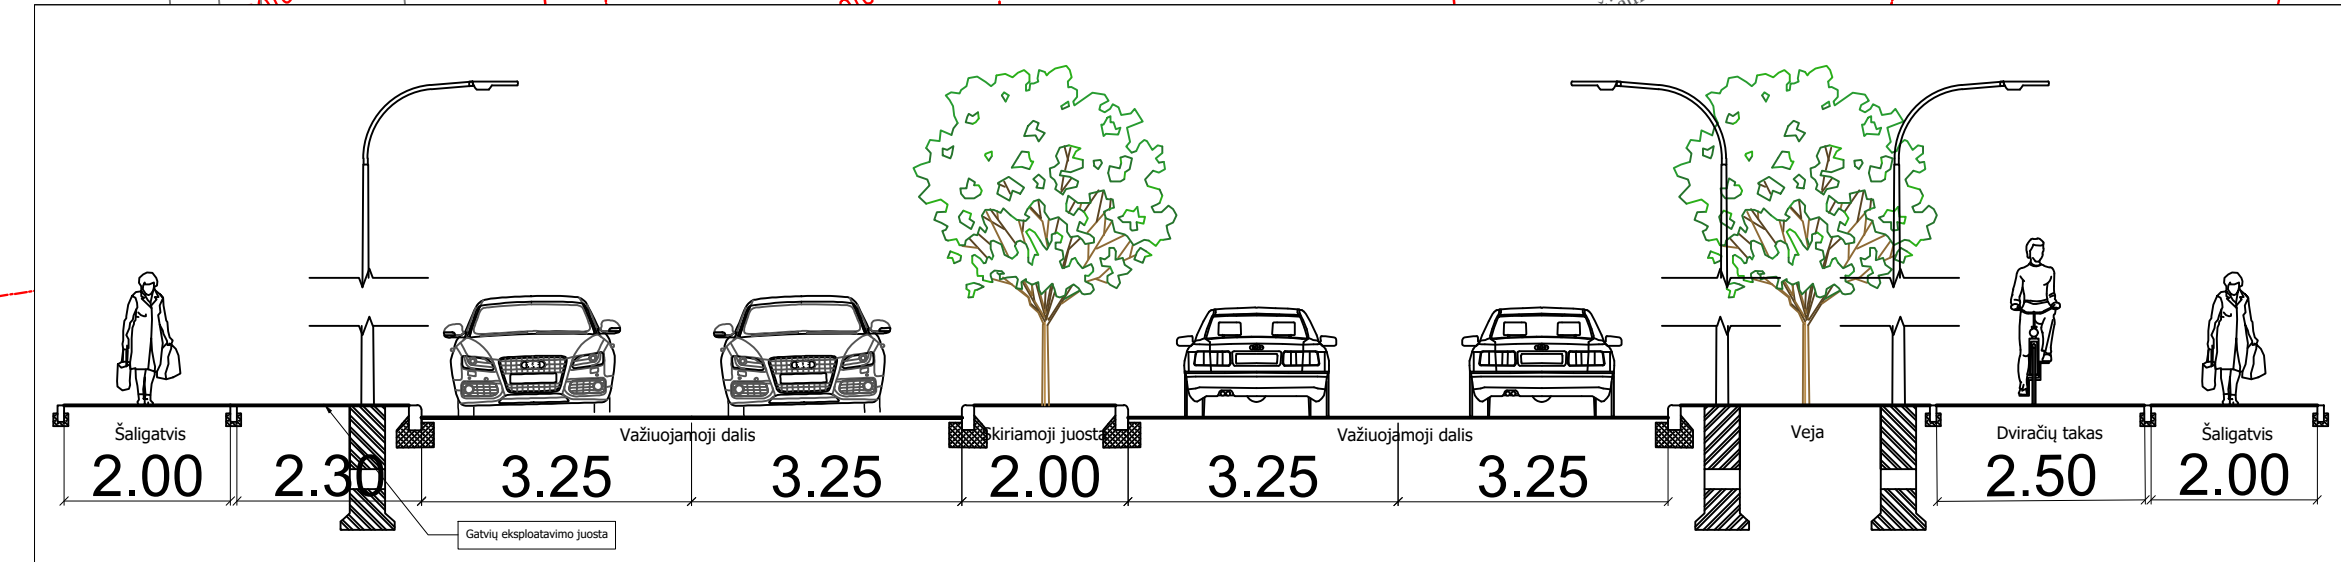 Šaligatvis
Važiuojamoji dalis
Skiriamoji juosta
Važiuojamoji dalis
Veja
Dviračių takas
Šaligatvis
2.00
2.30
3.25
3.25
2.00
3.25
3.25
2.50
2.00
Gatvių eksploatavimo juosta